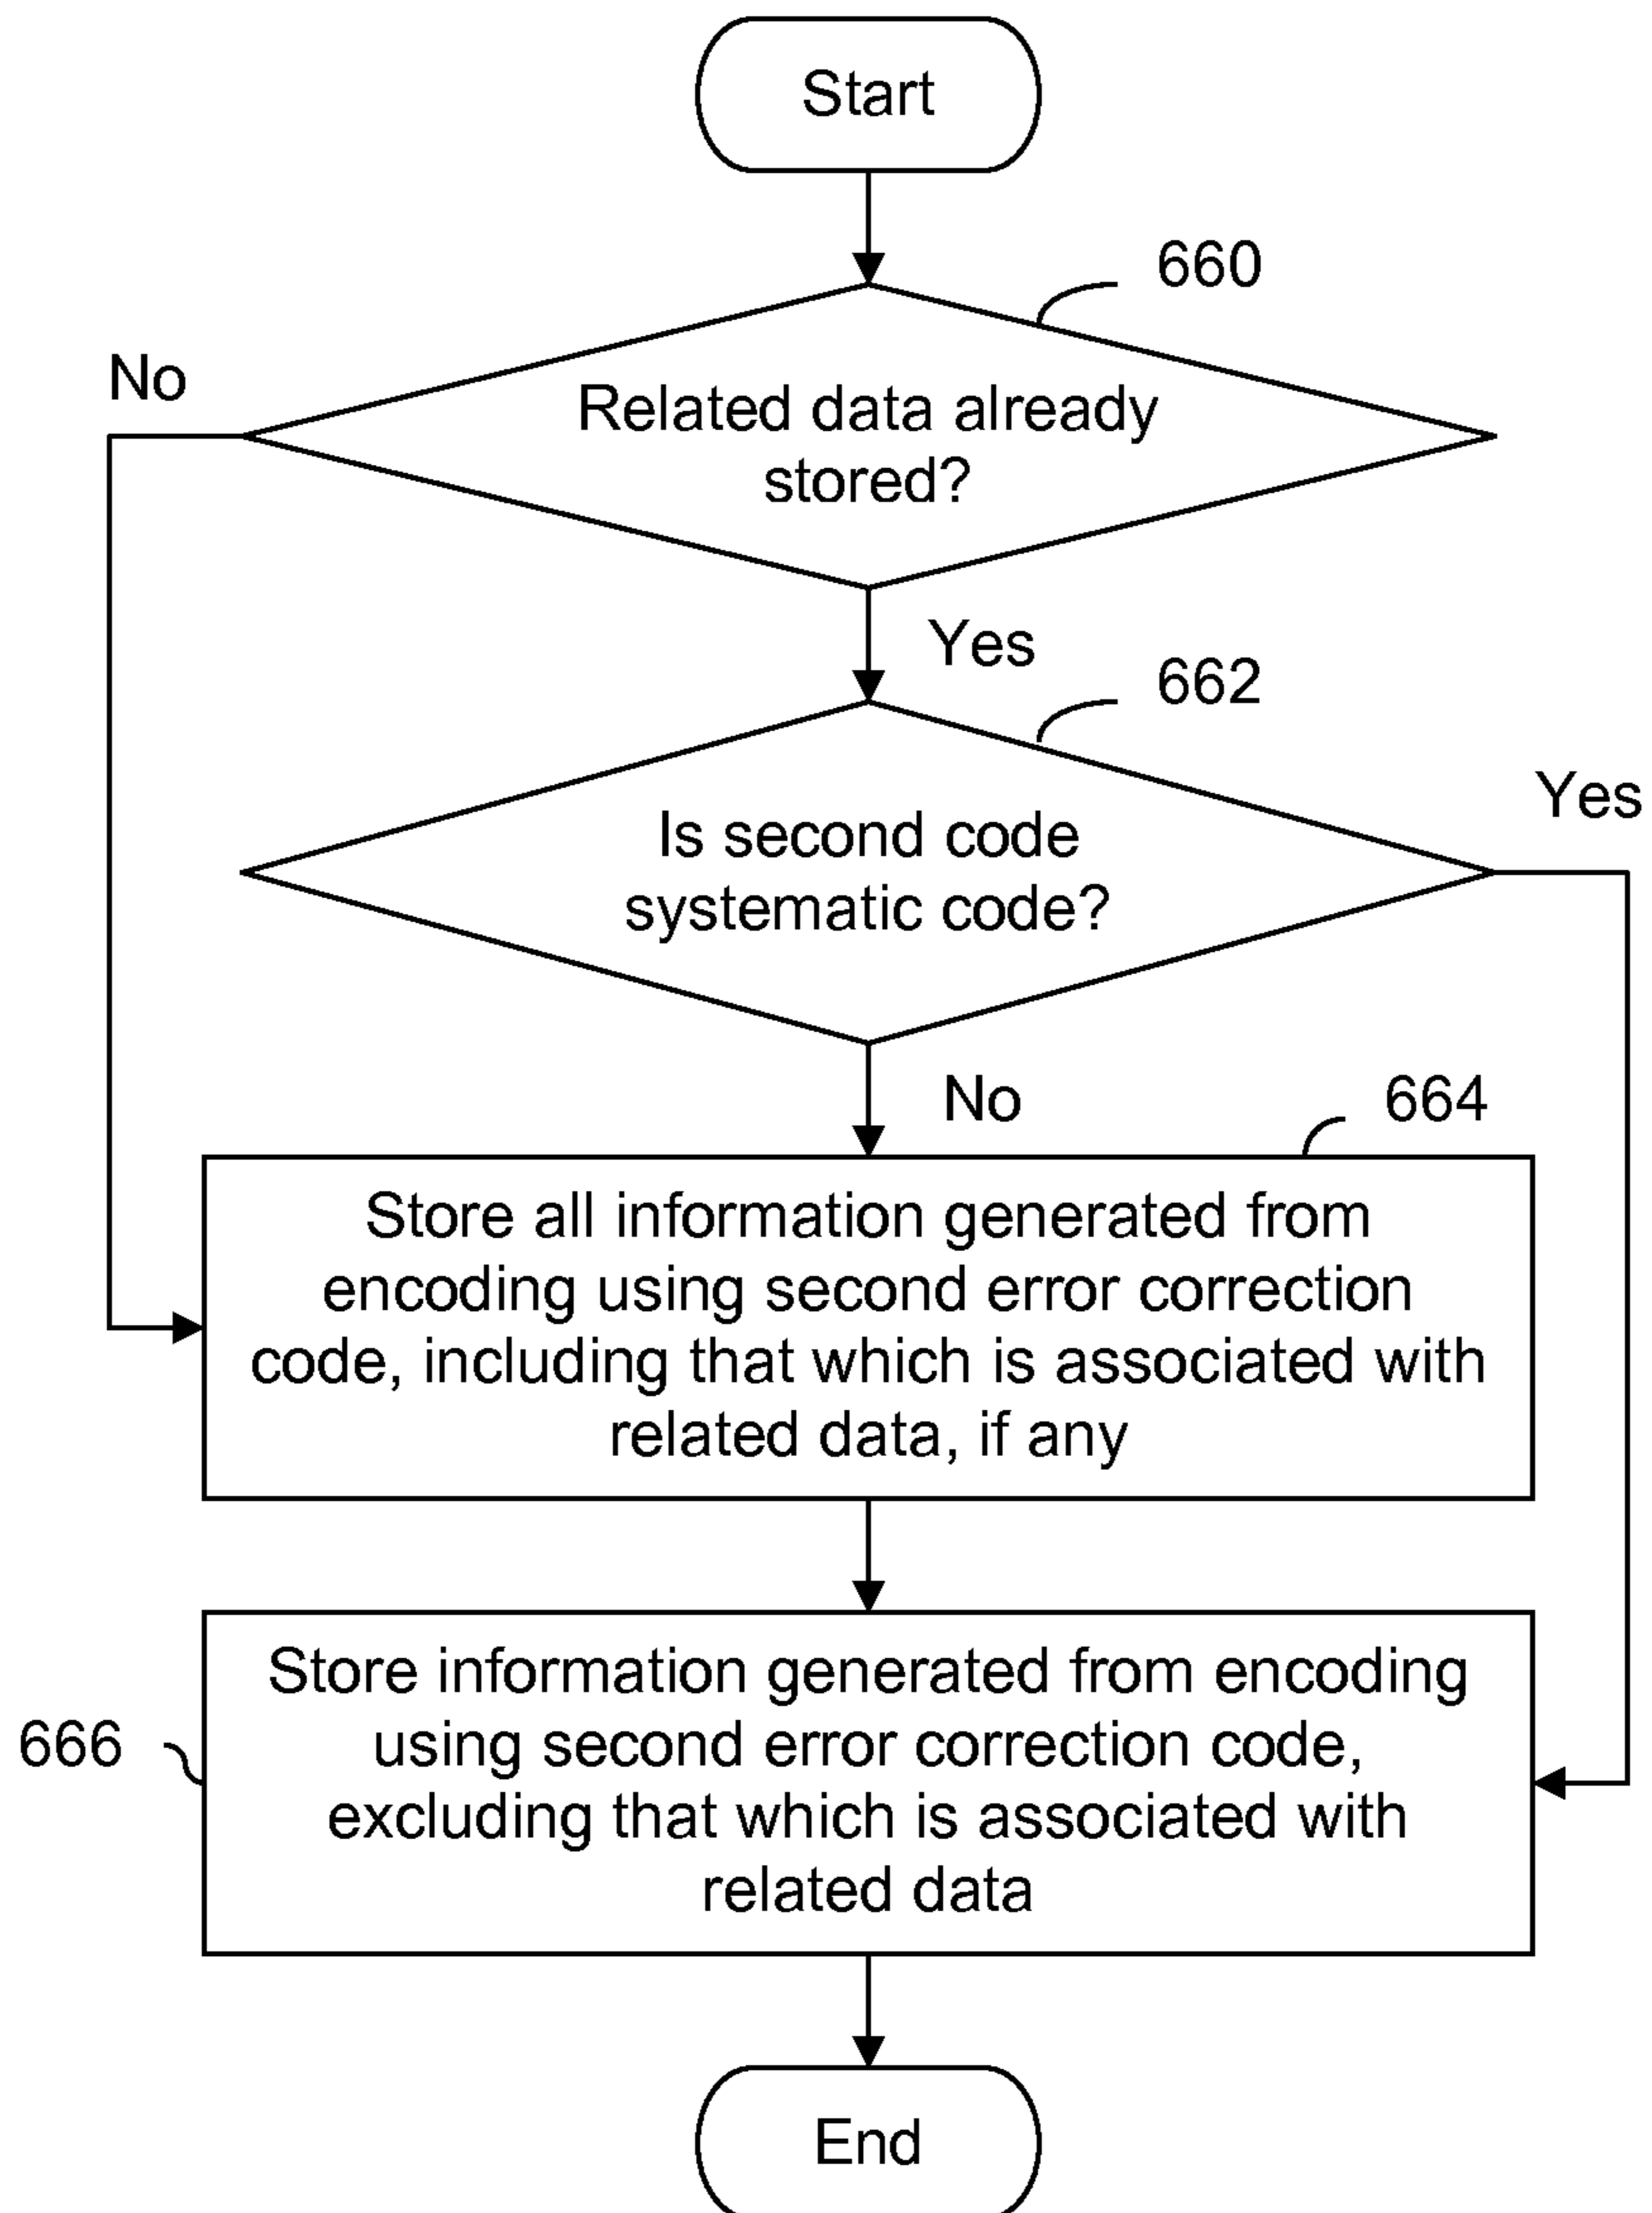 Start
660
No
Related data already
stored?
Yes
662
Yes
Is second code
systematic code?
No
664
Store all information generated from
encoding using second error correction
code, including that which is associated with
related data, if any
Store information generated from encoding
666
using second error correction code,
excluding that which is associated with
related data
End